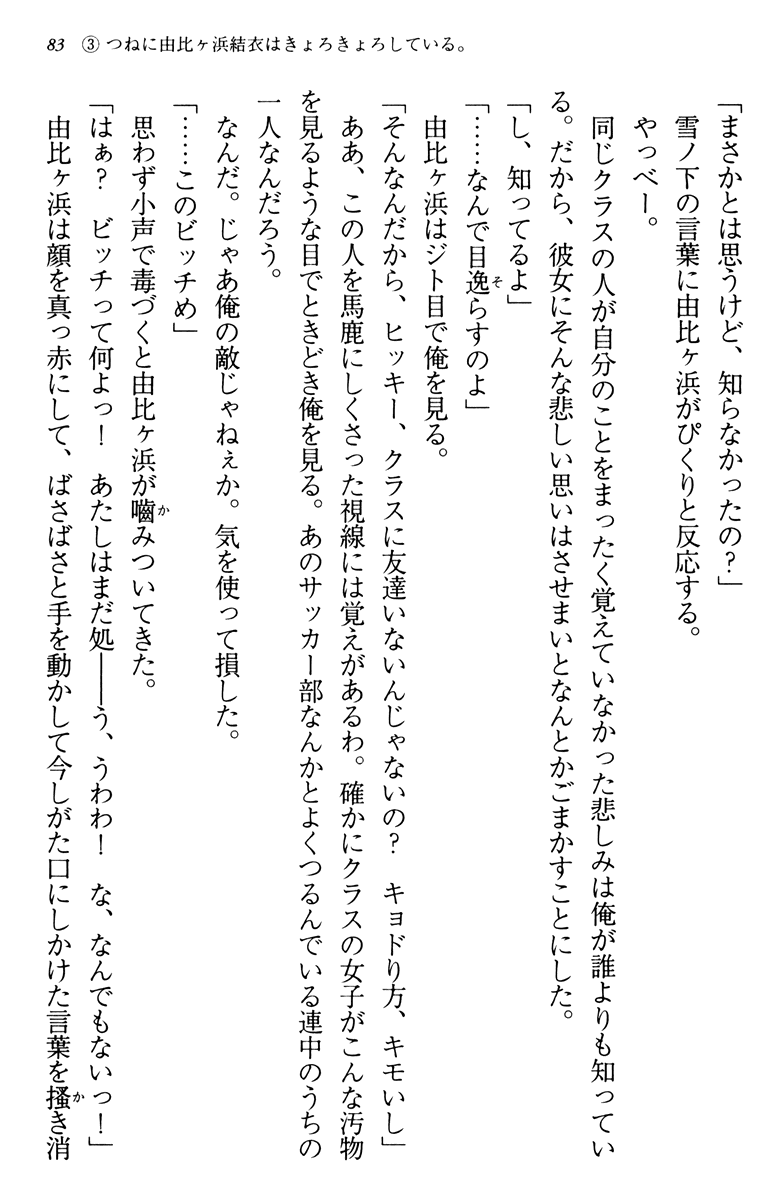 83 ③ つねに由比ヶ浜結衣はきょろきょろしている。
「まさかとは思うけど、知らなかったの？」
雪ノ下の言葉に由比ヶ浜がぴくりと反応する。
やっべー。
同じクラスの人が自分のことをまったく覚えていなかった悲しみは俺が誰よりも知ってい
る。だから、彼女にそんな悲しい思いはさせまいとなんとかごまかすことにした。
「し、知ってるよ」
「……なんで目逸らすのよ」
由比ヶ浜はジト目で俺を見る。
「そんなんだから、ヒッキー、クラスに友達いないんじゃないの？　キョドり方、キモいし」
ああ、この人を馬鹿にしくさった視線には覚えがあるわ。確かにクラスの女子がこんな汚物
を見るような目でときどき俺を見る。あのサッカー部なんかとよくつるんでいる連中のうちの
一人なんだろう。
なんだ。じゃあ俺の敵じゃねぇか。気を使って損した。
「……このビッチめ」
思わず小声で毒づくと由比ヶ浜が嚙みついてきた。
「はぁ？　ビッチって何よっ！　あたしはまだ処――う、うわわ！　な、なんでもないっ！」
由比ヶ浜は顔を真っ赤にして、ばさばさと手を動かして今しがた口にしかけた言葉を搔き消